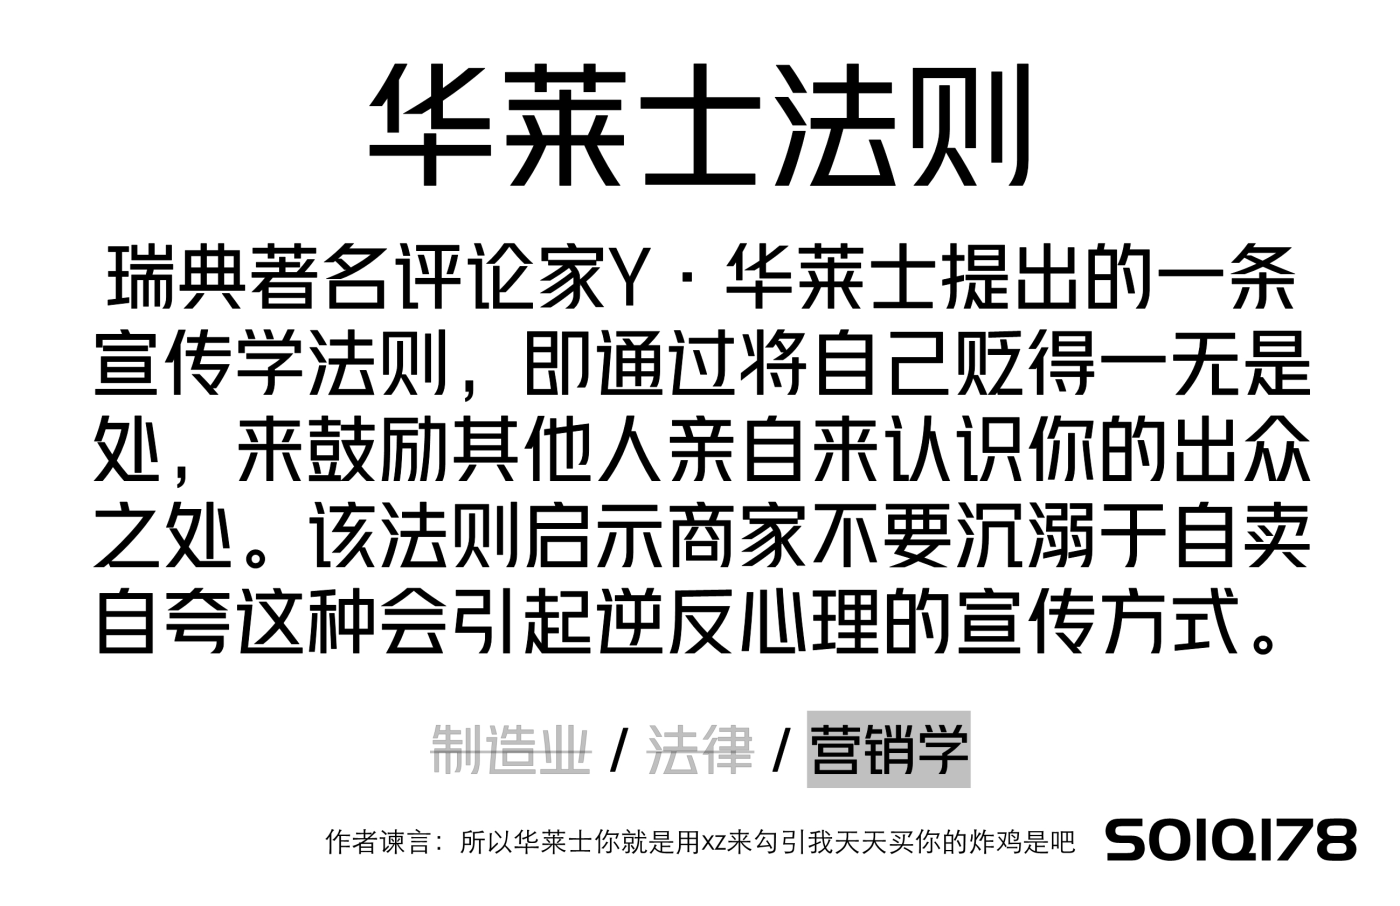 华莱士法则
瑞典著名评论家Y·华莱士提出的一条
宣传学法则，即通过将自己贬得一无是
处，来鼓励其他人亲自来认识你的出众
之处。该法则启示商家不要沉溺于自卖
自夸这种会引起逆反心理的宣传方式。
制造业 / 法律 / 营销学
作者谏言：所以华莱士你就是用xz来勾引我天天买你的炸鸡是吧
SO1Q178